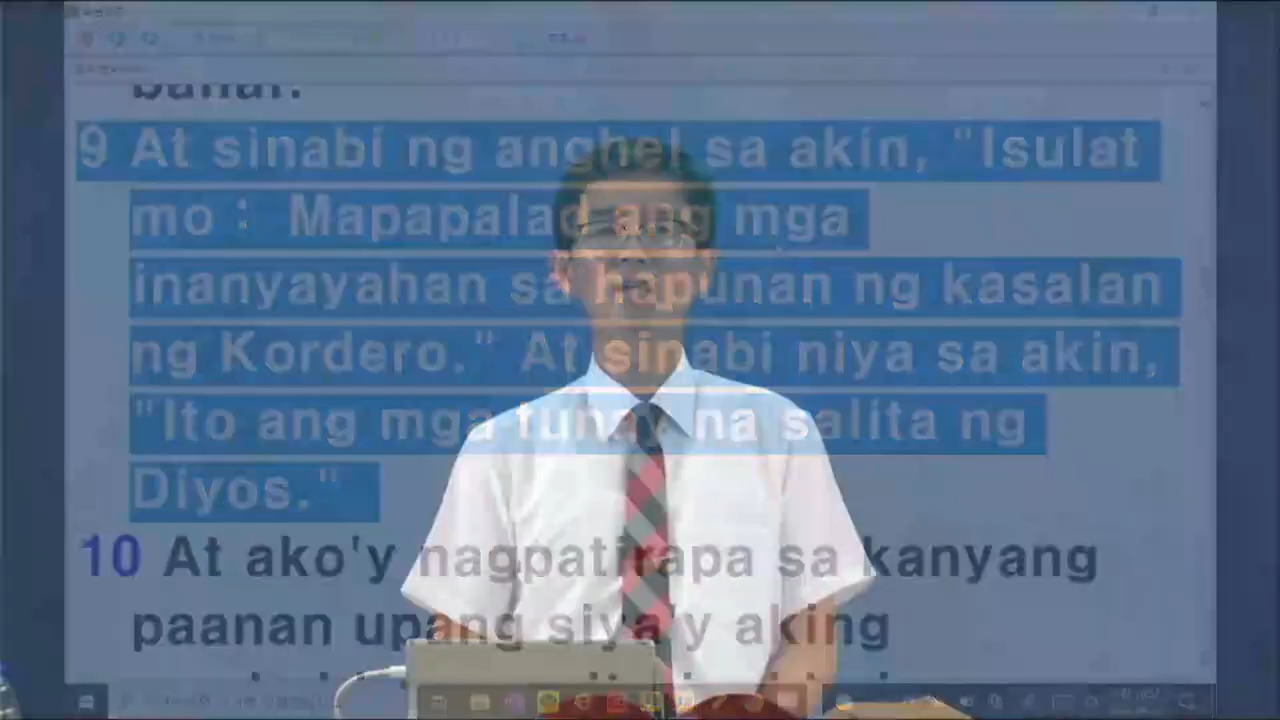 banal.
9 At sinabi ng anghel sa akin, "Isulat
mo : Mapapalad ang mga
inanyayahan sa hapunan ng kasalan
ng Kordero." At sinabi niya sa akin,
"Ito ang mga tunay na salita ng
Diyos."
10 At ako'y nagpatirapa sa kanyang
paanan upang siya'y aking